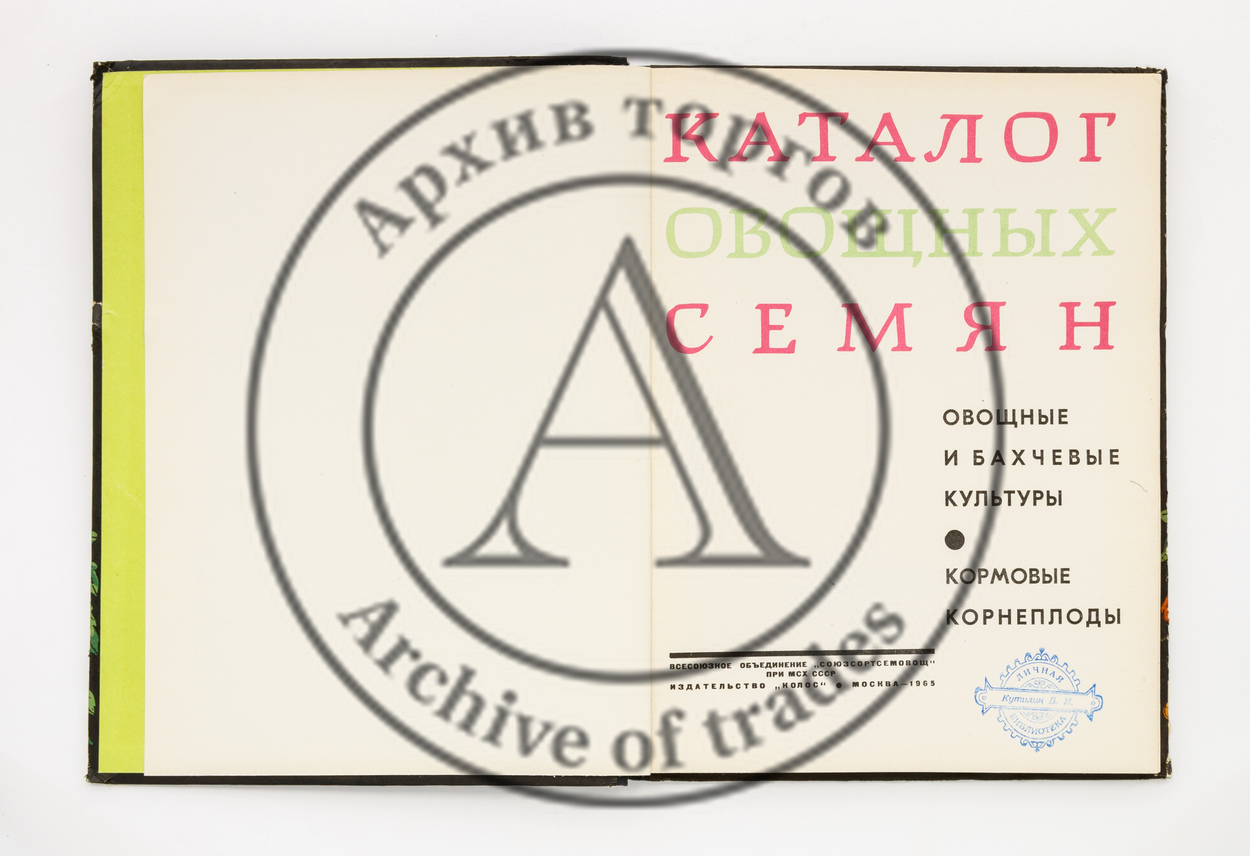 Архив торгов
КАТАЛОГ
ОВОЩНЫХ
СЕМЯН
ОВОЩНЫЕ
И БАХЧЕВЫЕ
КУЛЬТУРЫ
КОРМОВЫЕ
КОРНЕПЛОДЫ
ВСЕСОЮЗНОЕ ОБЪЕДИНЕНИЕ „СОЮЗСОРТСЕМОВОЩ“
ПРИ МСХ СССР
ИЗДАТЕЛЬСТВО „КОЛОС“ ● МОСКВА—1965
ЛИЧНАЯ
Кутилин В. И.
БИБЛИОТЕКА
A
Archive of trades